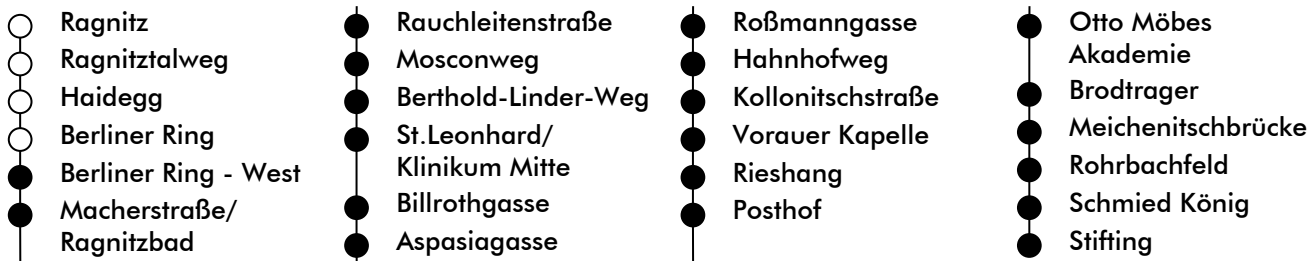 Ragnitz
Ragnitztalweg
Haidegg
Berliner Ring
Berliner Ring - West
Macherstraße/
Ragnitzbad
Rauchleitenstraße
Mosconweg
Berthold-Linder-Weg
St.Leonhard/
Klinikum Mitte
Billrothgasse
Aspasiagasse
Roßmanngasse
Hahnhofweg
Kollonitschstraße
Vorauer Kapelle
Rieshang
Posthof
Otto Möbes
Akademie
Brodtrager
Meichenitschbrücke
Rohrbachfeld
Schmied König
Stifting